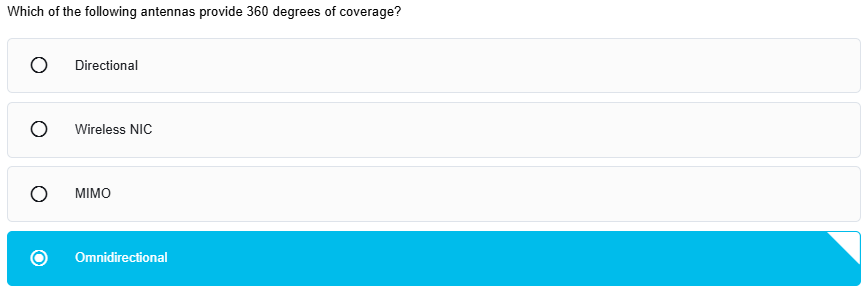 Which of the following antennas provide 360 degrees of coverage?
Directional
Wireless NIC
MIMO
Omnidirectional